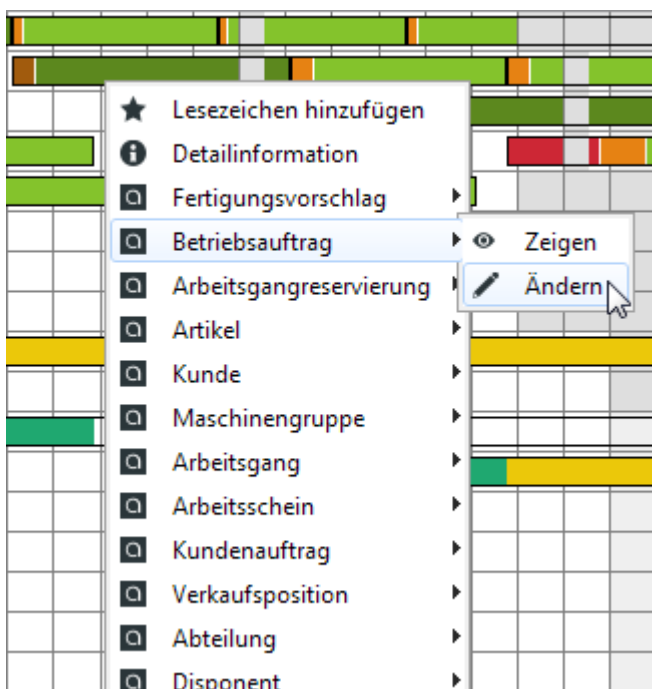 Lesezeichen hinzufügen
Detailinformation
Fertigungsvorschlag
Betriebsauftrag
Zeigen
Arbeitsgangreservierung
Ändern
Artikel
Kunde
Maschinengruppe
Arbeitsgang
Arbeitsschein
Kundenauftrag
Verkaufsposition
Abteilung
Disponent